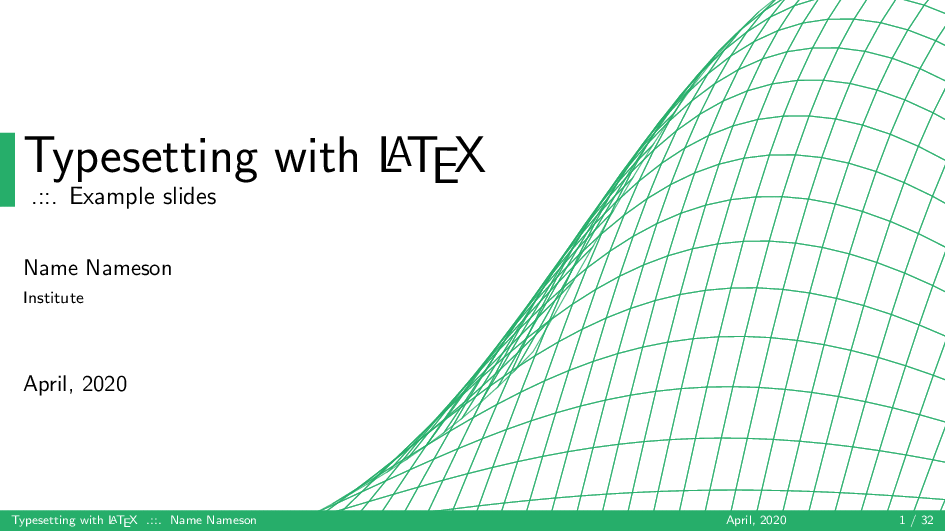 Typesetting with LATEX
.::. Example slides
Name Nameson
Institute
April, 2020
Typesetting with LATEX .::. Name Nameson April, 2020 1 / 32